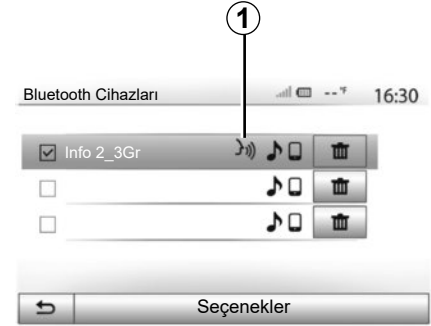 1
Bluetooth Cihazları --°F 16:30
Info 2_3Gr
Seçenekler